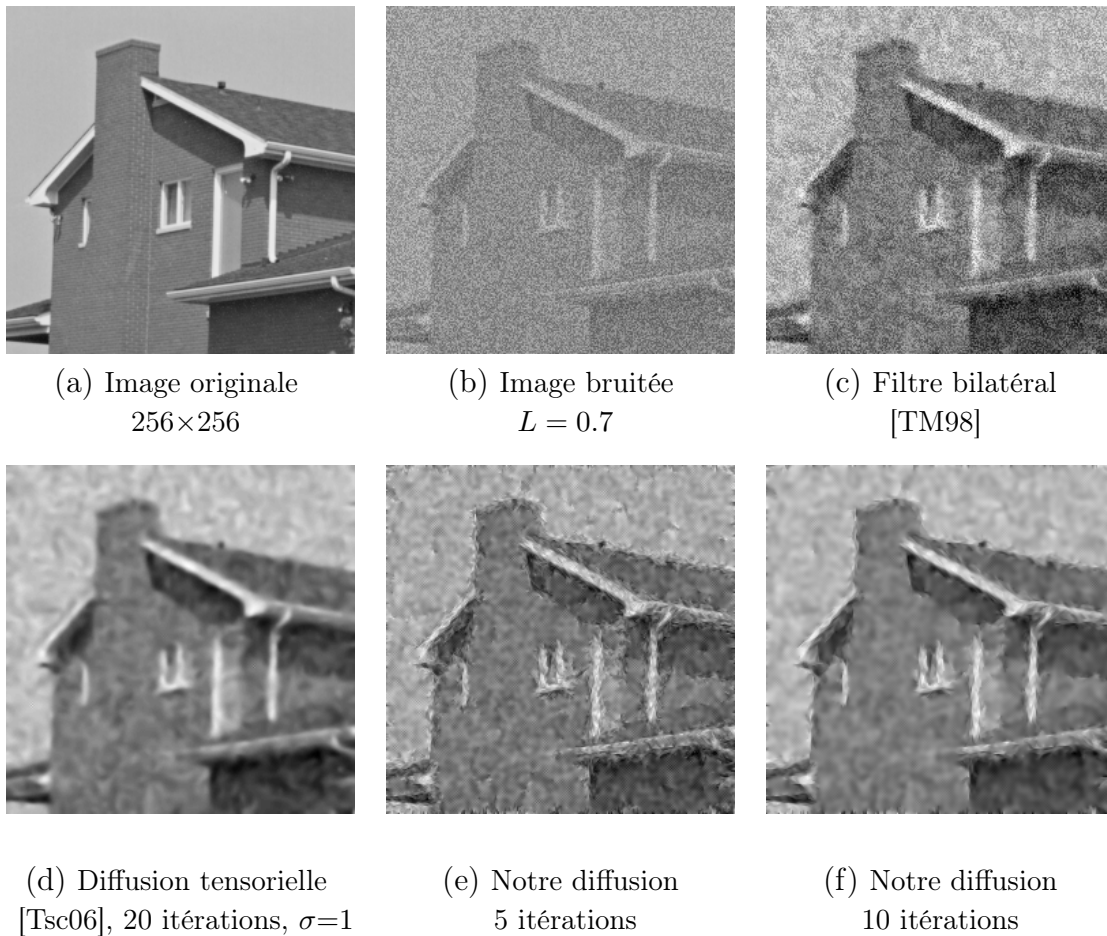 (a) Image originale
256×256
(b) Image bruitée
L = 0.7
(c) Filtre bilatéral
[TM98]
(d) Diffusion tensorielle
[Tsc06], 20 itérations, σ=1
(e) Notre diffusion
5 itérations
(f) Notre diffusion
10 itérations